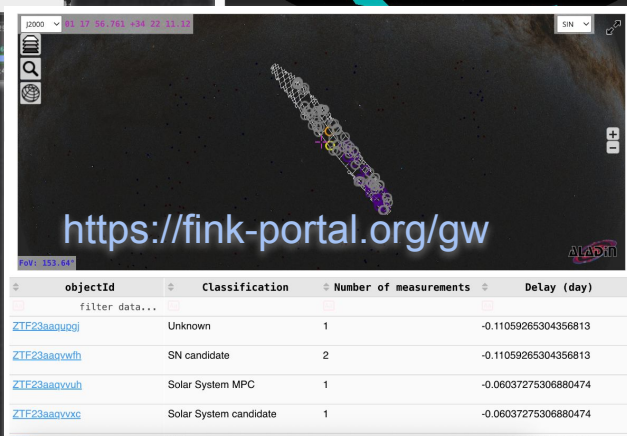 J2000 01 17 56.761 +34 22 11.12 SIN
https://fink-portal.org/gw
FoV: 153.64° ALADIN
objectId Classification Number of measurements Delay (day)
filter data...
ZTF23aaqupgj Unknown 1 -0.11059265304356813
ZTF23aaqvwfh SN candidate 2 -0.11059265304356813
ZTF23aaqvvuh Solar System MPC 1 -0.06037275306880474
ZTF23aaqvvxc Solar System candidate 1 -0.06037275306880474